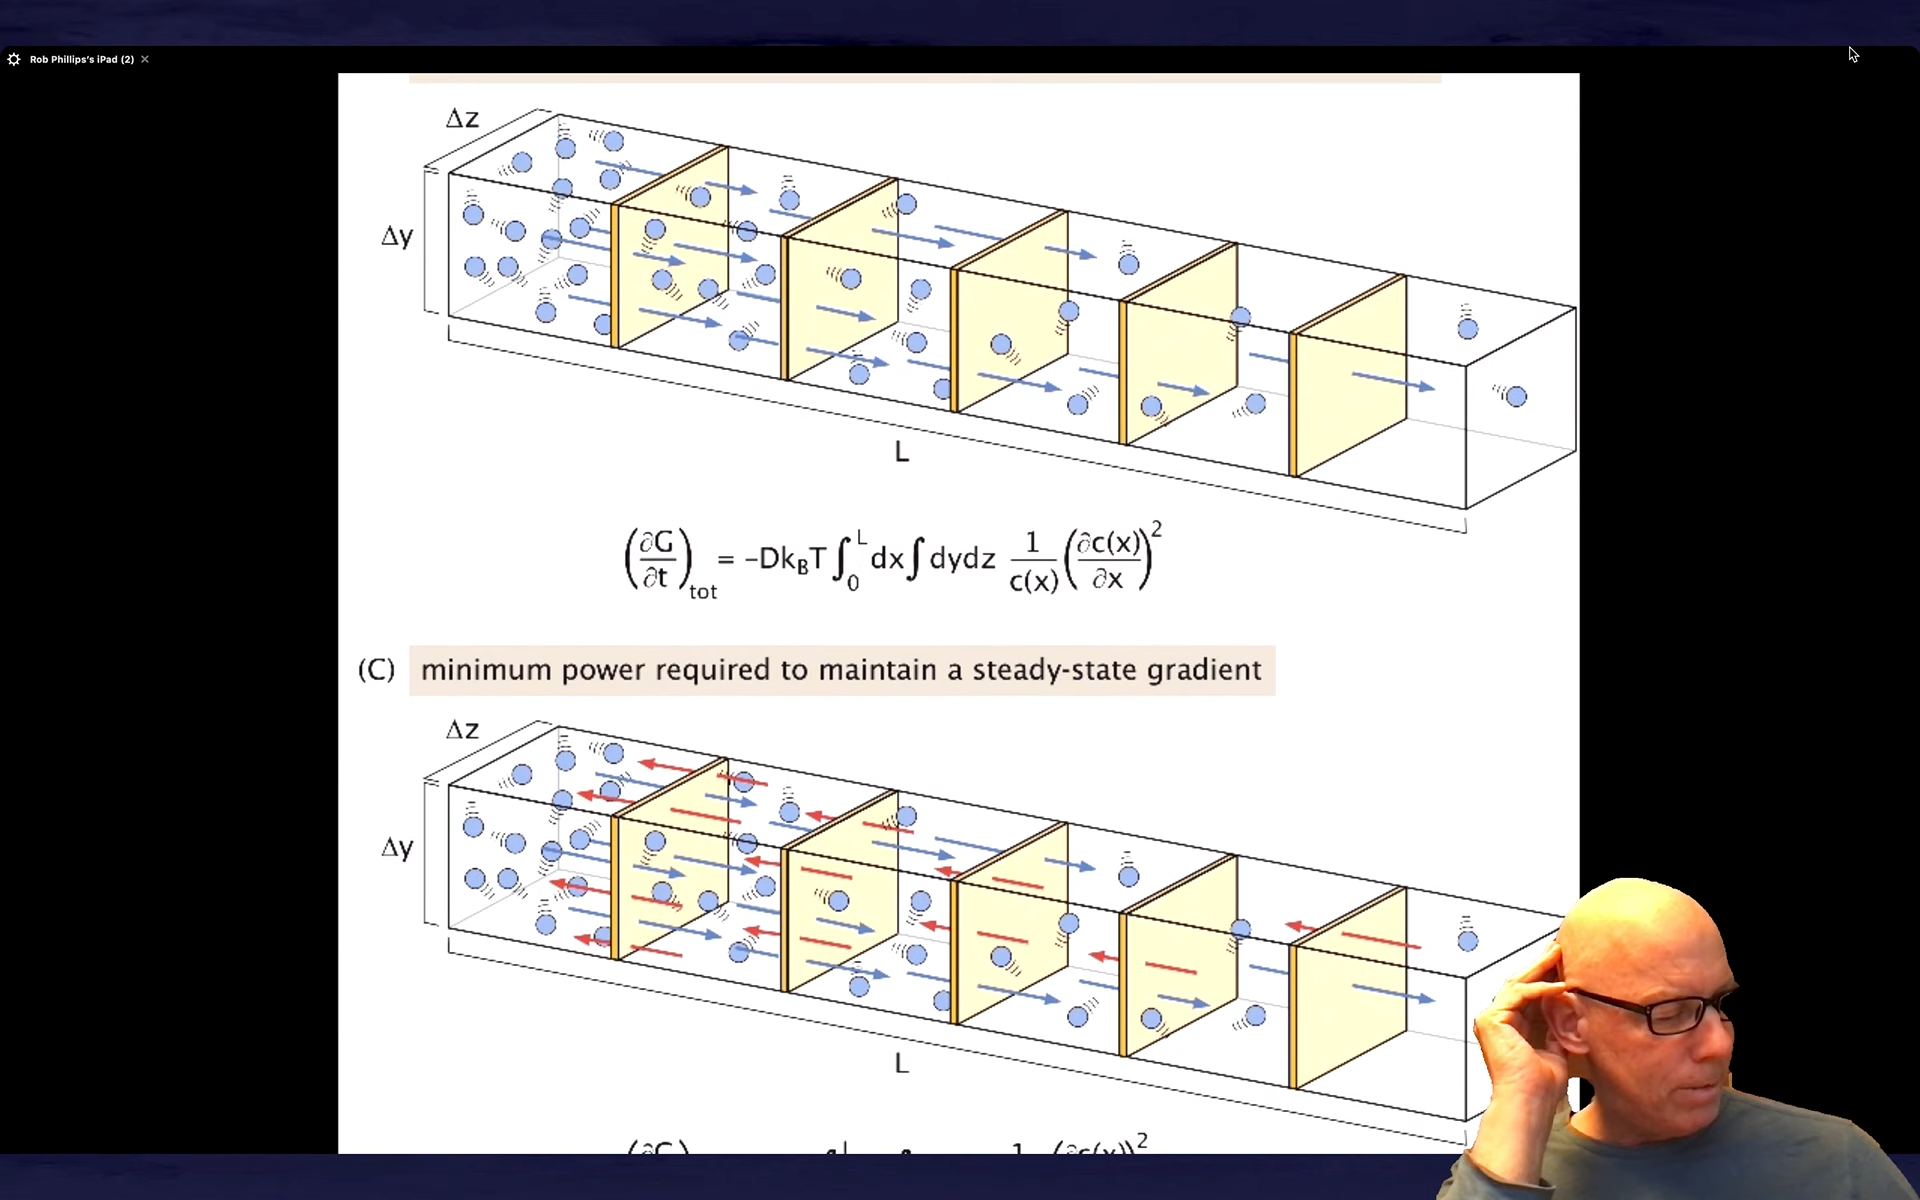 Rob Phillips's iPad (2)
Δz
Δy
L
(∂G/∂t)tot = -DkBT ∫0^L dx ∫ dydz 1/c(x) (∂c(x)/∂x)^2
(C) minimum power required to maintain a steady-state gradient
Δz
Δy
L